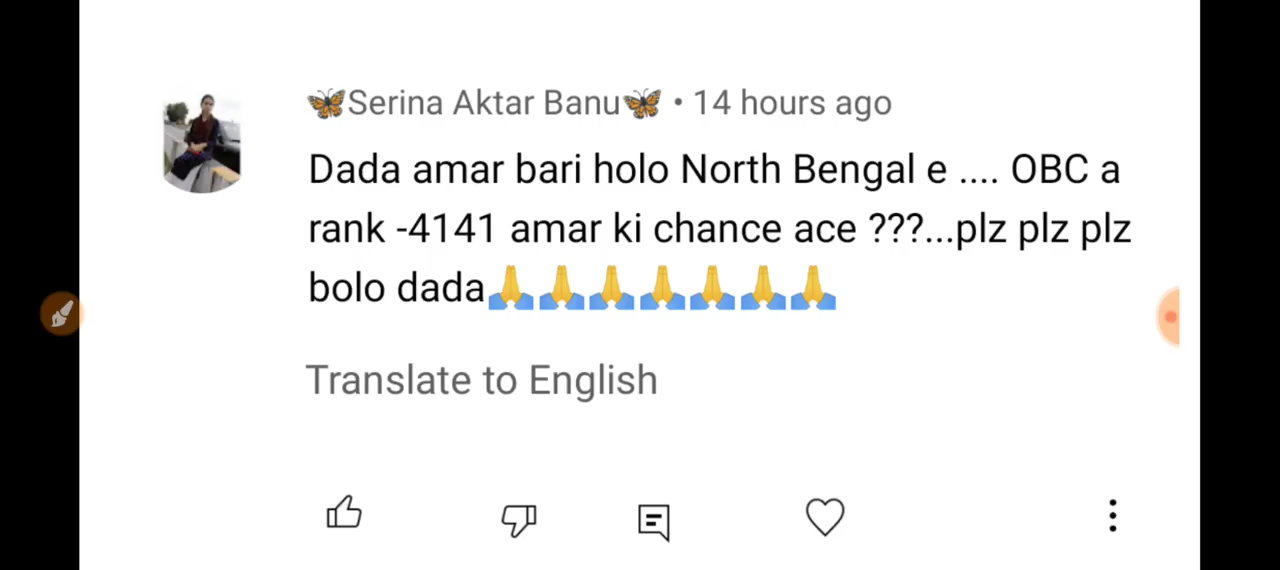 🦋Serina Aktar Banu🦋 • 14 hours ago
Dada amar bari holo North Bengal e .... OBC a
rank -4141 amar ki chance ace ???...plz plz plz
bolo dada🙏🙏🙏🙏🙏🙏🙏
Translate to English